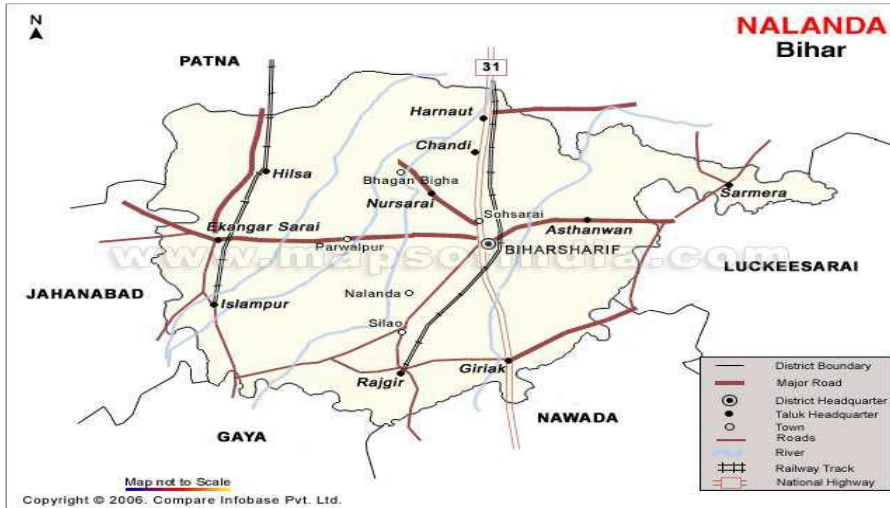 N
NALANDA
Bihar
PATNA
31
Harnaut
Chandi
Hilsa
Bhagan Bigha
Nursarai
Sarmera
Sohsarai
Asthanwan
Ekangar Sarai
Parwalpur
BIHARSHARIF
www.mapsofindia.com
LUCKEESARAI
JAHANABAD
Nalanda
Islampur
Silao
Giriak
Rajgir
NAWADA
GAYA
District Boundary
Major Road
District Headquarter
Taluk Headquarter
Town
Roads
River
Railway Track
National Highway
Map not to Scale
Copyright © 2006. Compare Infobase Pvt. Ltd.